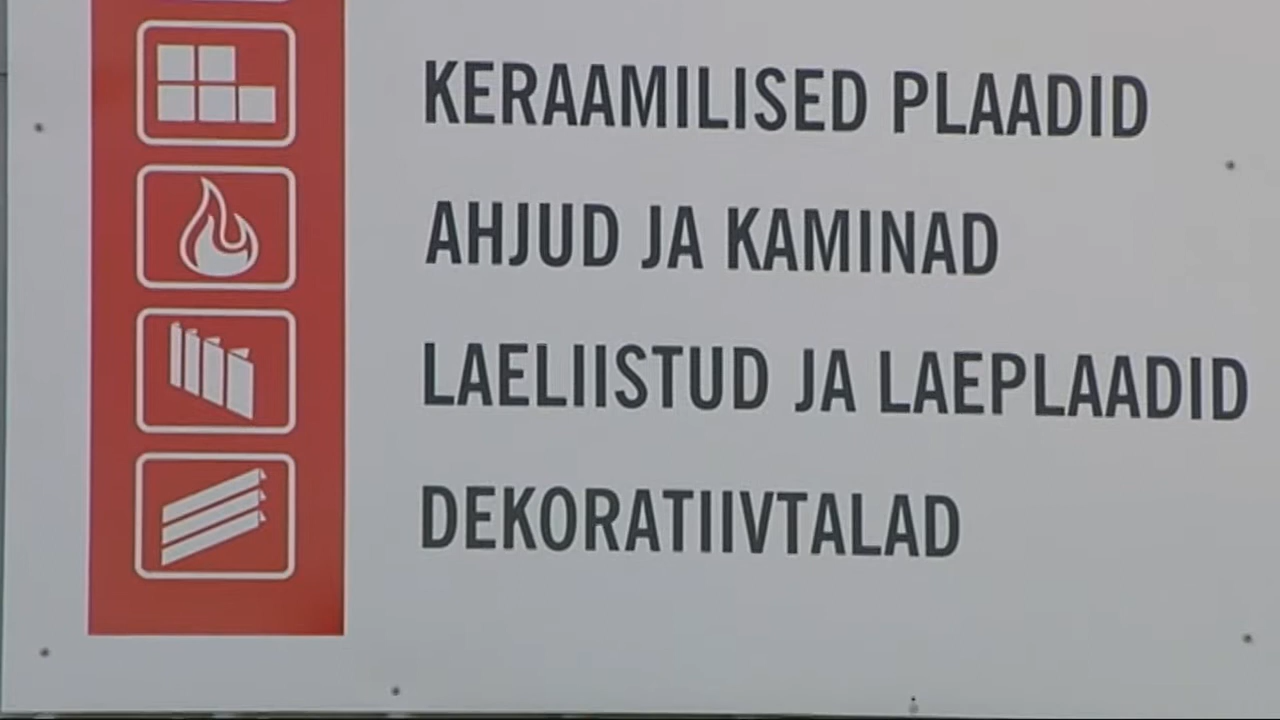 KERAAMILISED PLAADID
AHJUD JA KAMINAD
LAELIISTUD JA LAEPLAADID
DEKORATIIVTALAD